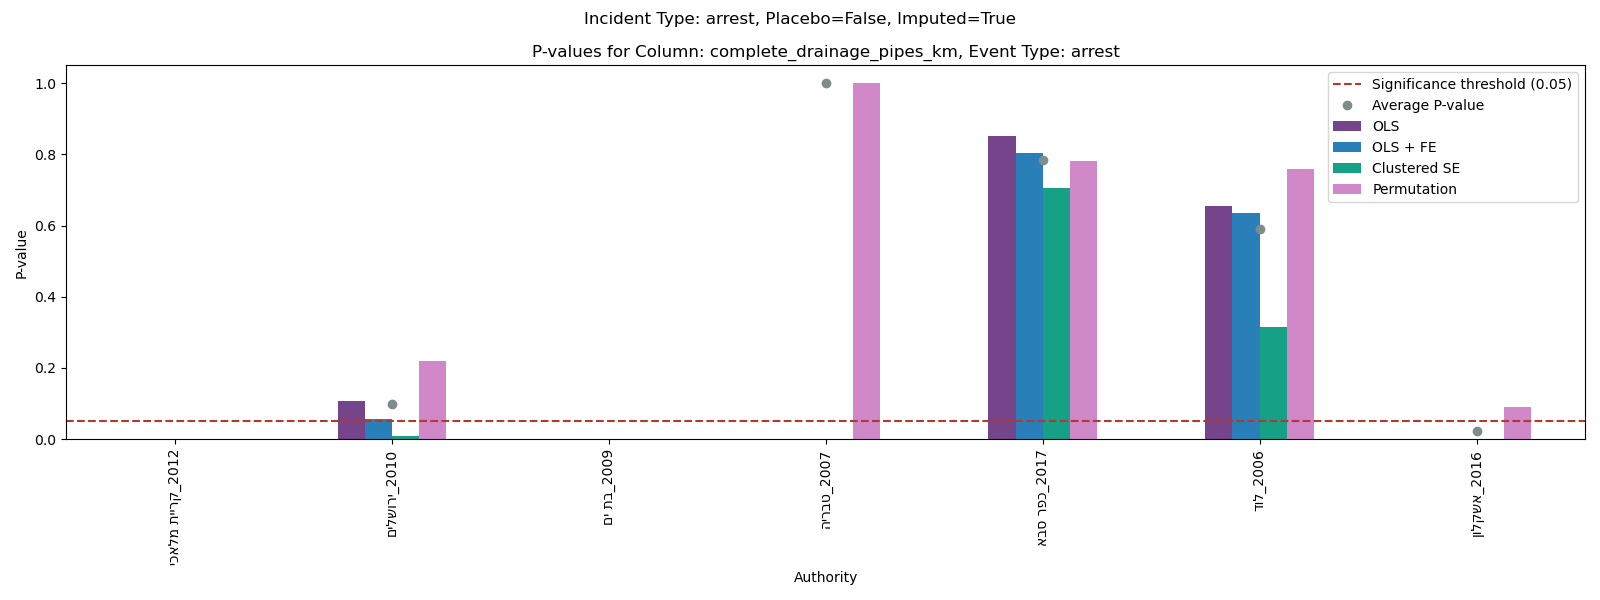 Incident Type: arrest, Placebo=False, Imputed=True
P-values for Column: complete_drainage_pipes_km, Event Type: arrest
Significance threshold (0.05)
Average P-value
OLS
OLS + FE
Clustered SE
Permutation
P-value
1.0
0.8
0.6
0.4
0.2
0.0
קריית מלאכי_2012
ירושלים_2010
בת ים_2009
טבריה_2007
כפר סבא_2017
לוד_2006
אשקלון_2016
Authority